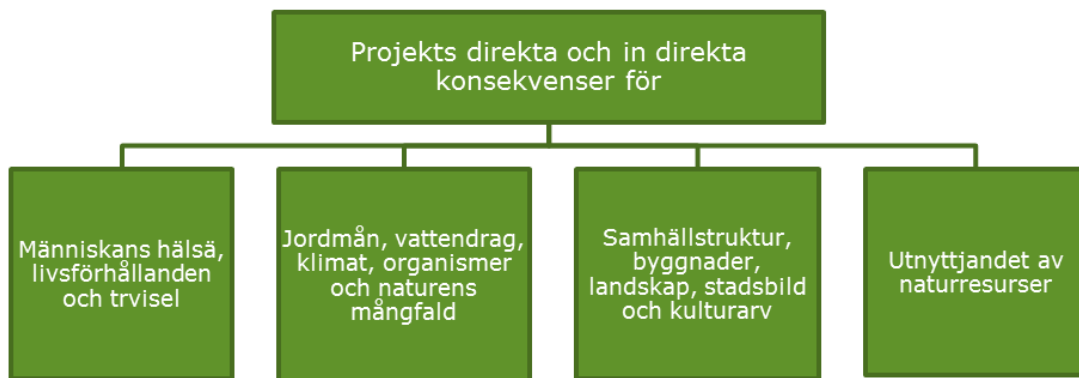 Projekts direkta och in direkta
konsekvenser för
Människans hälsä,
livsförhållanden
och trvisel
Jordmån, vattendrag,
klimat, organismer
och naturens
mångfald
Samhällstruktur,
byggnader,
landskap, stadsbild
och kulturarv
Utnyttjandet av
naturresurser